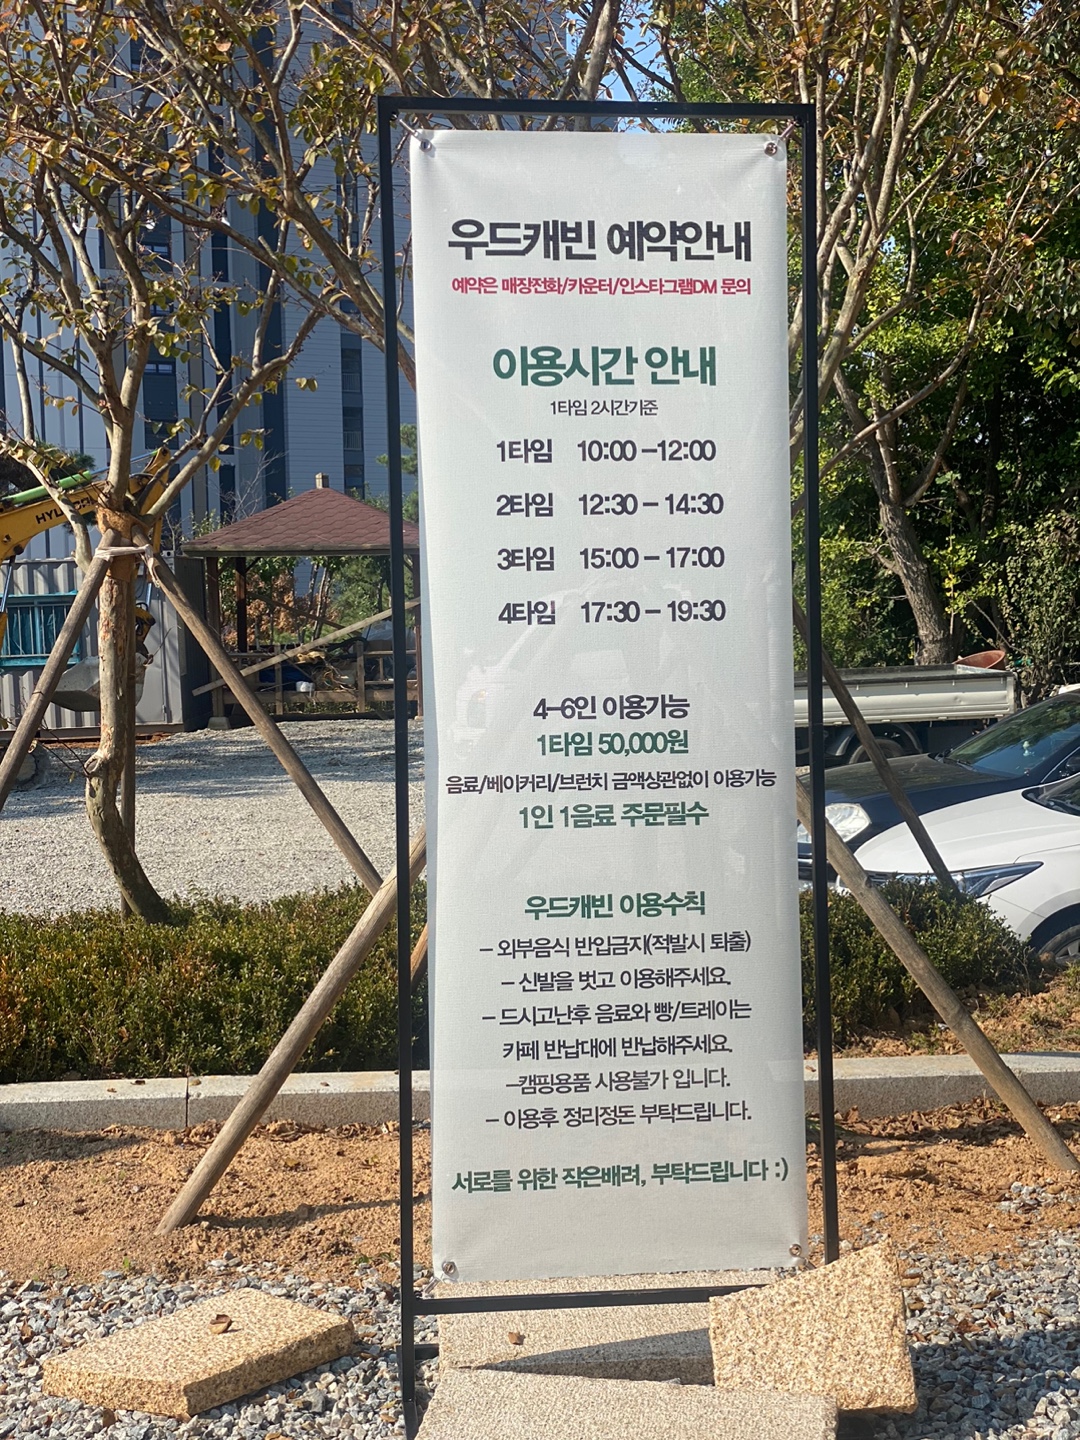 우드캐빈 예약안내
예약은 매장전화/카운터/인스타그램DM 문의
이용시간 안내
1타임 2시간기준
1타임 10:00 –12:00
2타임 12:30 – 14:30
3타임 15:00 – 17:00
4타임 17:30 – 19:30
4–6인 이용가능
1타임 50,000원
음료/베이커리/브런치 금액상관없이 이용가능
1인 1음료 주문필수
우드캐빈 이용수칙
– 외부음식 반입금지(적발시 퇴출)
– 신발을 벗고 이용해주세요.
– 드시고난후 음료와 빵/트레이는
카페 반납대에 반납해주세요.
–캠핑용품 사용불가 입니다.
– 이용후 정리정돈 부탁드립니다.
서로를 위한 작은배려, 부탁드립니다 :)